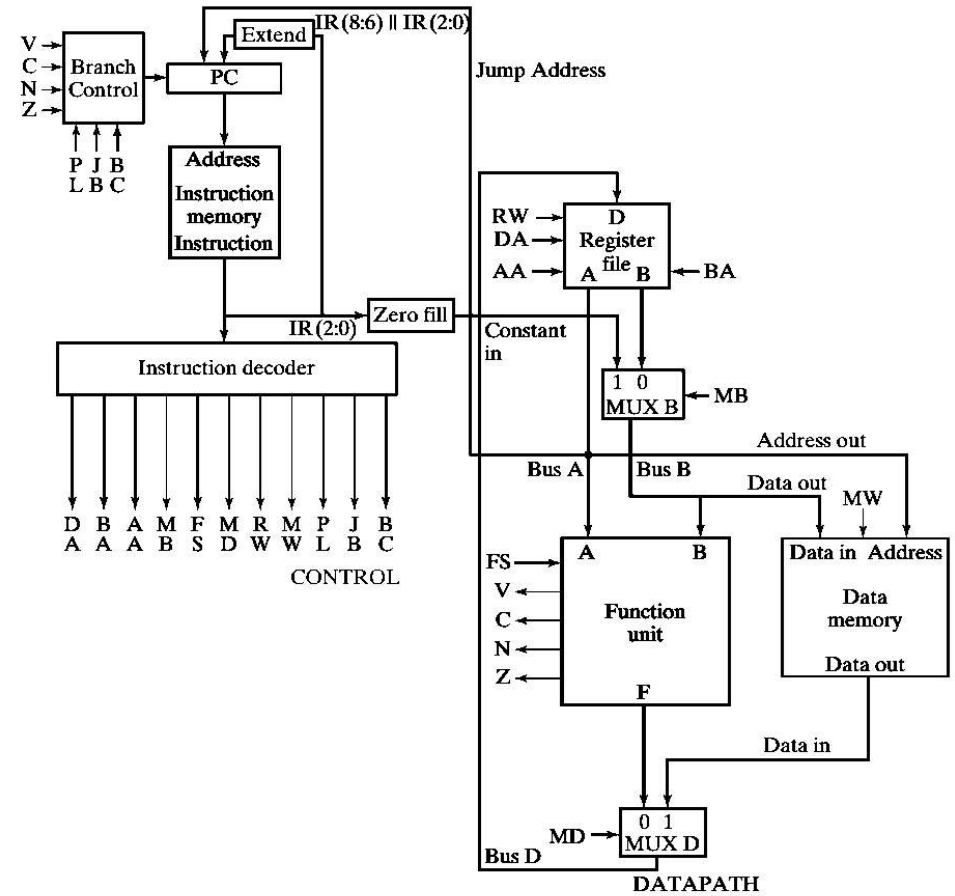 IR(8:6) || IR(2:0)
Extend
V
C
N
Z
Branch
Control
PC
Jump Address
P
L
J
B
B
C
Address
Instruction
memory
Instruction
RW
DA
AA
D
Register
file
A B
BA
IR(2:0)
Zero fill
Constant
in
Instruction decoder
1 0
MUX B
MB
Address out
Bus A
Bus B
Data out
MW
D
A
B
A
A
A
M
B
F
S
M
D
R
W
M
W
P
L
J
B
B
C
CONTROL
FS
V
C
N
Z
A B
Function
unit
F
Data in Address
Data
memory
Data out
Data in
MD
0 1
MUX D
Bus D
DATAPATH